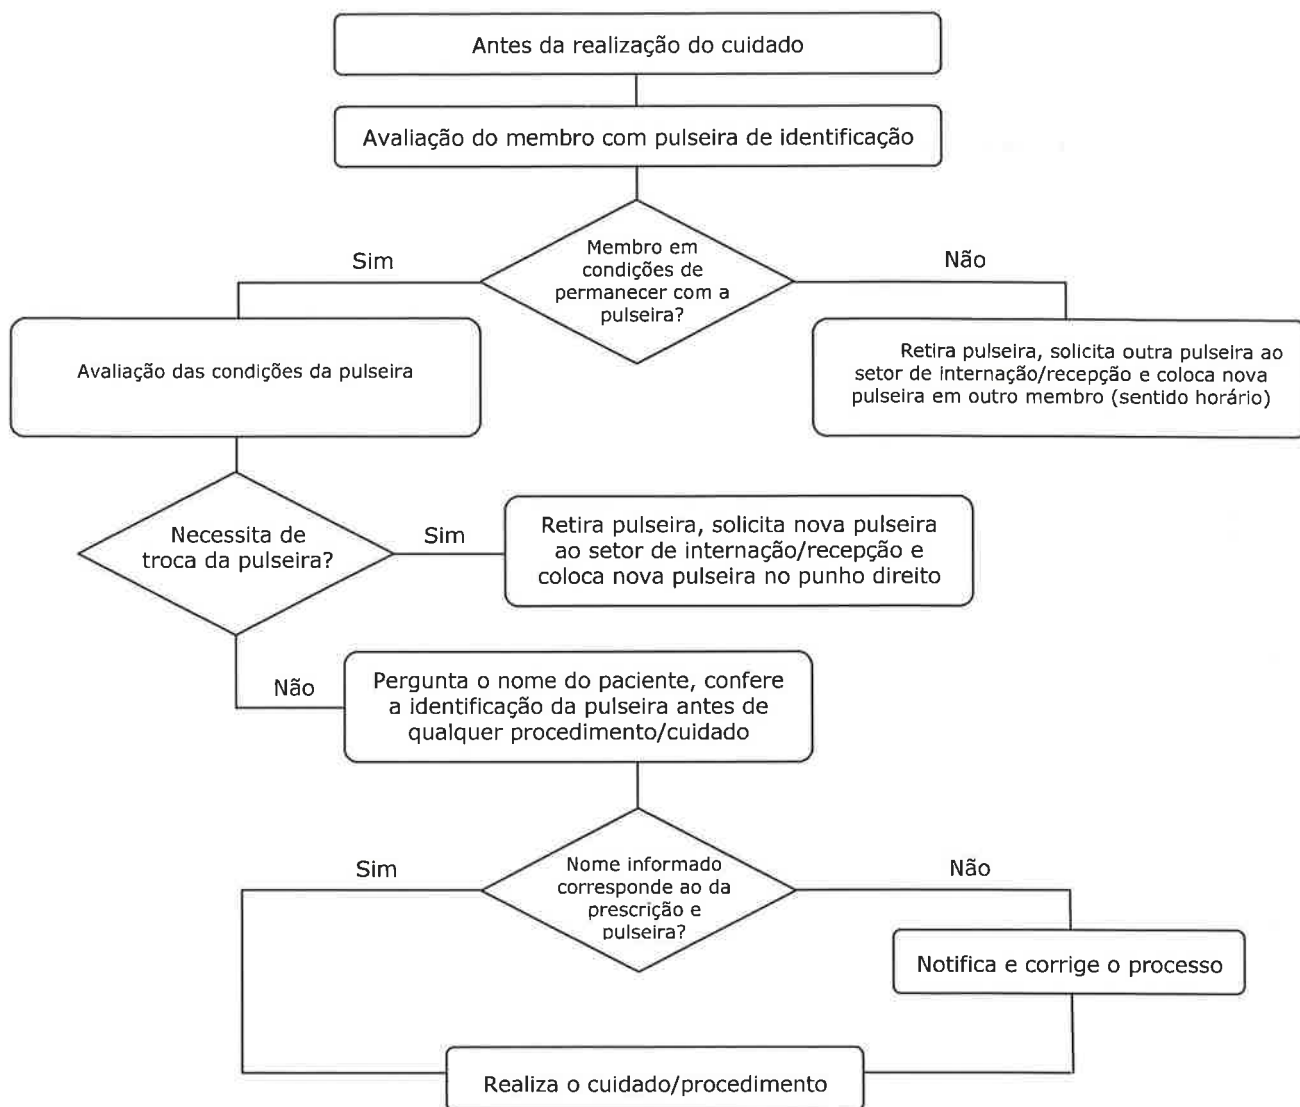 Antes da realização do cuidado
Avaliação do membro com pulseira de identificação
Membro em
condições de
permanecer com a
pulseira?
Sim
Não
Avaliação das condições da pulseira
Retira pulseira, solicita outra pulseira ao
setor de internação/recepção e coloca nova
pulseira em outro membro (sentido horário)
Necessita de
troca da pulseira?
Sim
Retira pulseira, solicita nova pulseira
ao setor de internação/recepção e
coloca nova pulseira no punho direito
Não
Pergunta o nome do paciente, confere
a identificação da pulseira antes de
qualquer procedimento/cuidado
Sim
Nome informado
corresponde ao da
prescrição e
pulseira?
Não
Notifica e corrige o processo
Realiza o cuidado/procedimento